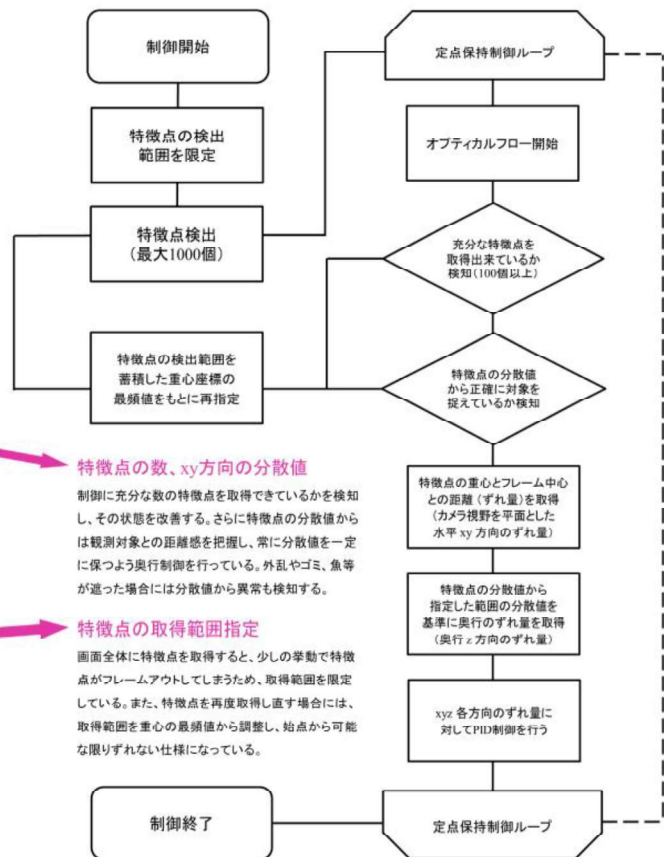 制御開始
特徴点の検出
範囲を限定
特徴点検出
(最大1000個)
特徴点の検出範囲を
蓄積した重心座標の
最頻値をもとに再指定
特徴点の数、xy方向の分散値
制御に充分な数の特徴点を取得できているかを検知
し、その状態を改善する。さらに特徴点の分散値から
は観測対象との距離感を把握し、常に分散値を一定
に保つよう奥行制御を行っている。外乱やゴミ、魚等
が遮った場合には分散値から異常も検知する。
特徴点の取得範囲指定
画面全体に特徴点を取得すると、少しの挙動で特徴
点がフレームアウトしてしまうため、取得範囲を限定
している。また、特徴点を再度取得し直す場合には、
取得範囲を重心の最頻値から調整し、始点から可能
な限りずれない仕様になっている。
制御終了
定点保持制御ループ
オプティカルフロー開始
充分な特徴点を
取得出来ているか
検知(100個以上)
特徴点の分散値
から正確に対象を
捉えているか検知
特徴点の重心とフレーム中心
との距離(ずれ量)を取得
(カメラ視野を平面とした
水平 xy 方向のずれ量)
特徴点の分散値から
指定した範囲の分散値を
基準に奥行のずれ量を取得
(奥行 z 方向のずれ量)
xyz 各方向のずれ量に
対してPID制御を行う
定点保持制御ループ